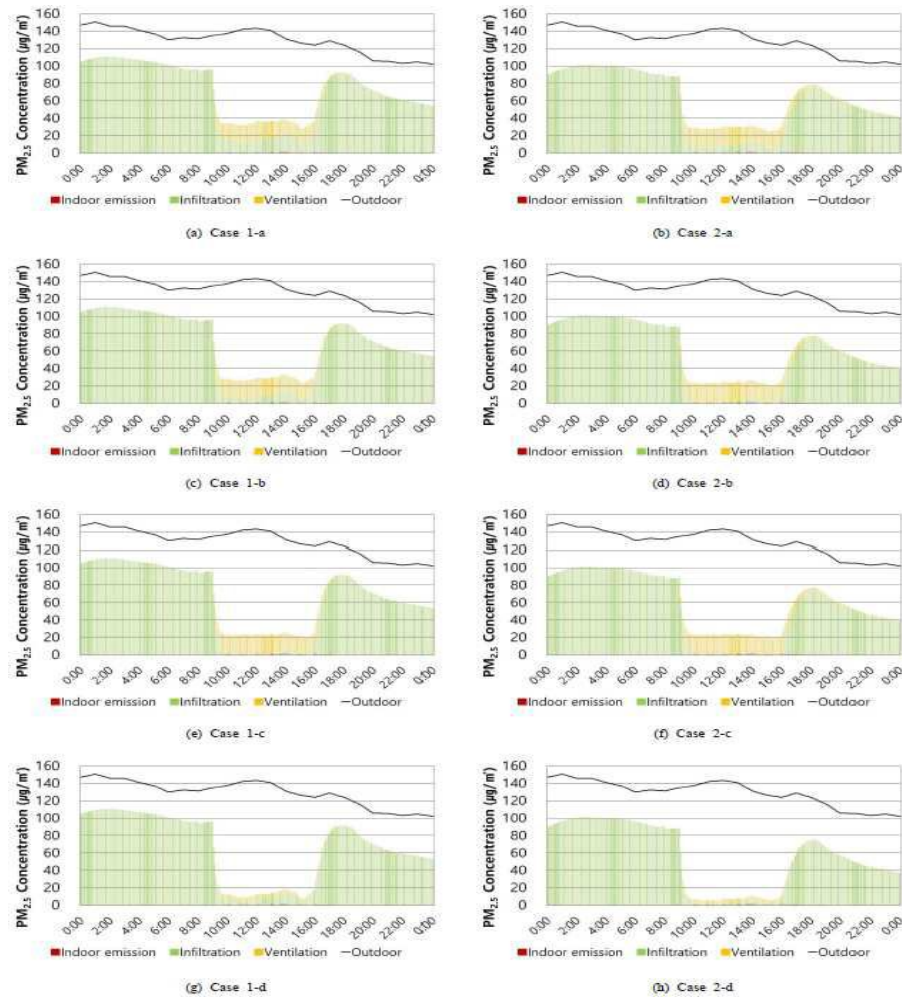 PM2.5 Concentration (μg/㎥)
160
140
120
100
80
60
40
20
0
0:00 2:00 4:00 6:00 8:00 10:00 12:00 14:00 16:00 18:00 20:00 22:00 0:00
Indoor emission Infiltration Ventilation Outdoor
(a) Case 1-a
PM2.5 Concentration (μg/㎥)
160
140
120
100
80
60
40
20
0
0:00 2:00 4:00 6:00 8:00 10:00 12:00 14:00 16:00 18:00 20:00 22:00 0:00
Indoor emission Infiltration Ventilation Outdoor
(b) Case 2-a
PM2.5 Concentration (μg/㎥)
160
140
120
100
80
60
40
20
0
0:00 2:00 4:00 6:00 8:00 10:00 12:00 14:00 16:00 18:00 20:00 22:00 0:00
Indoor emission Infiltration Ventilation Outdoor
(c) Case 1-b
PM2.5 Concentration (μg/㎥)
160
140
120
100
80
60
40
20
0
0:00 2:00 4:00 6:00 8:00 10:00 12:00 14:00 16:00 18:00 20:00 22:00 0:00
Indoor emission Infiltration Ventilation Outdoor
(d) Case 2-b
PM2.5 Concentration (μg/㎥)
160
140
120
100
80
60
40
20
0
0:00 2:00 4:00 6:00 8:00 10:00 12:00 14:00 16:00 18:00 20:00 22:00 0:00
Indoor emission Infiltration Ventilation Outdoor
(e) Case 1-c
PM2.5 Concentration (μg/㎥)
160
140
120
100
80
60
40
20
0
0:00 2:00 4:00 6:00 8:00 10:00 12:00 14:00 16:00 18:00 20:00 22:00 0:00
Indoor emission Infiltration Ventilation Outdoor
(f) Case 2-c
PM2.5 Concentration (μg/㎥)
160
140
120
100
80
60
40
20
0
0:00 2:00 4:00 6:00 8:00 10:00 12:00 14:00 16:00 18:00 20:00 22:00 0:00
Indoor emission Infiltration Ventilation Outdoor
(g) Case 1-d
PM2.5 Concentration (μg/㎥)
160
140
120
100
80
60
40
20
0
0:00 2:00 4:00 6:00 8:00 10:00 12:00 14:00 16:00 18:00 20:00 22:00 0:00
Indoor emission Infiltration Ventilation Outdoor
(h) Case 2-d